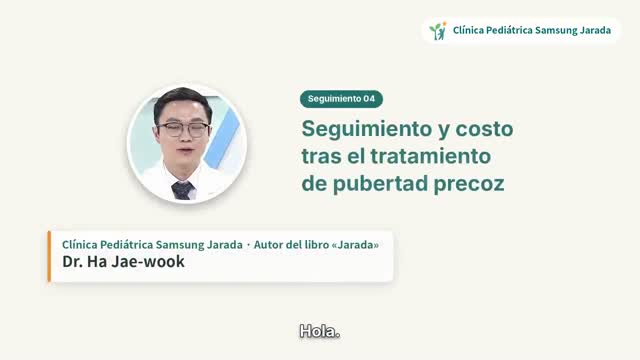 Clínica Pediátrica Samsung Jarada
Seguimiento 04
Seguimiento y costo
tras el tratamiento
de pubertad precoz
Clínica Pediátrica Samsung Jarada · Autor del libro «Jarada»
Dr. Ha Jae-wook
Hola.